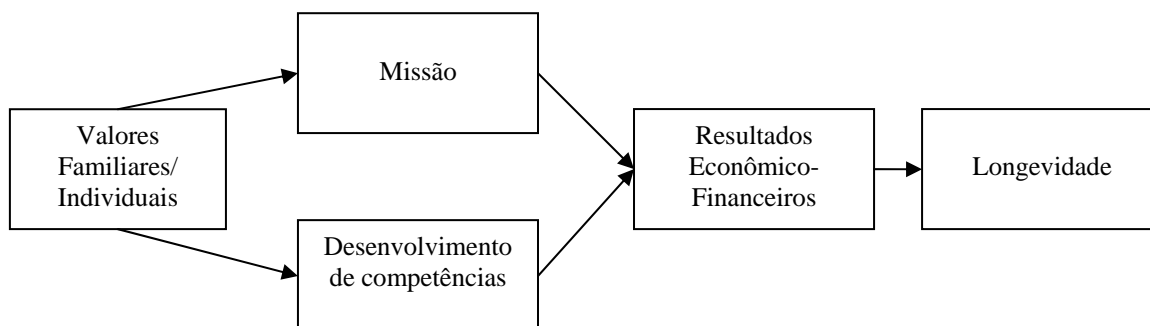 Valores
Familiares/
Individuais
Missão
Desenvolvimento
de competências
Resultados
Econômico-
Financeiros
Longevidade